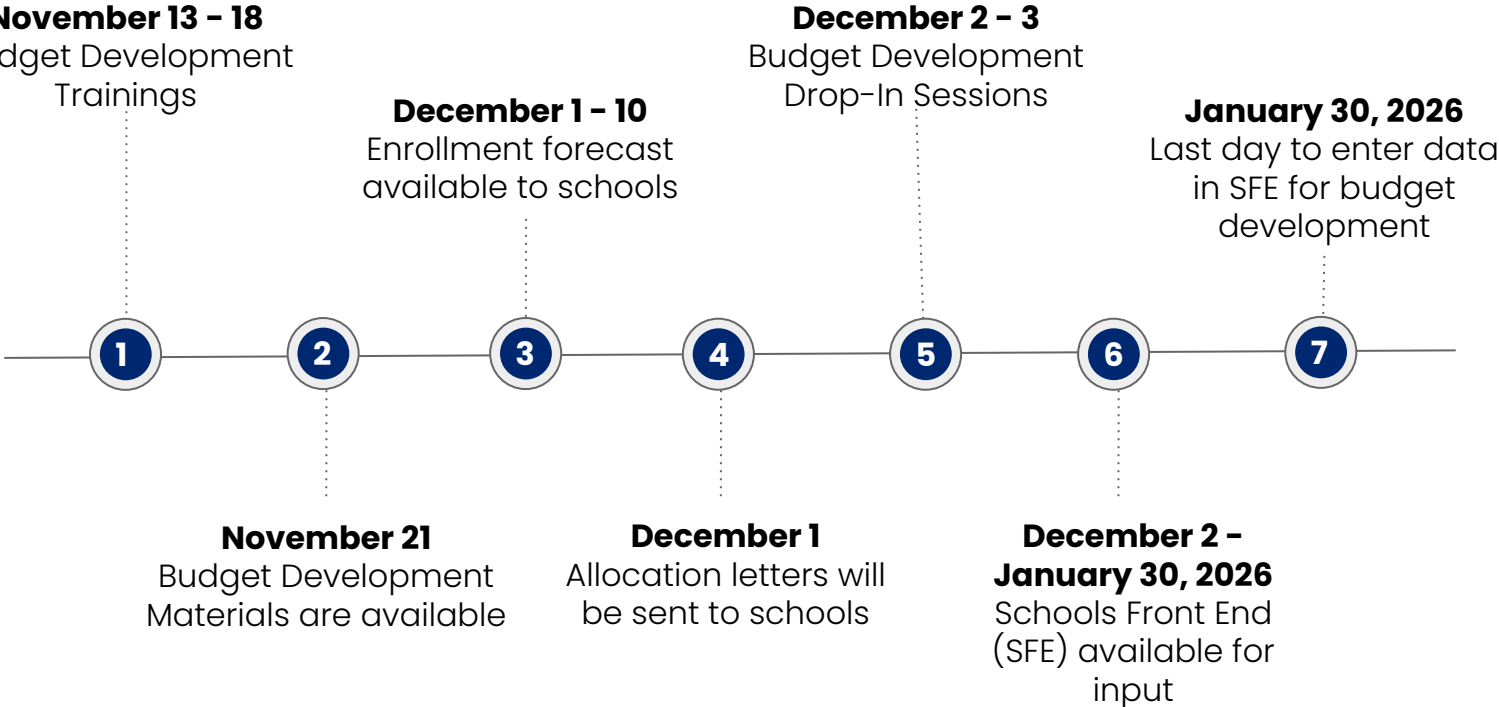 November 13 - 18
dget Development
Trainings
December 1 - 10
Enrollment forecast
available to schools
December 2 - 3
Budget Development
Drop-In Sessions
January 30, 2026
Last day to enter data
in SFE for budget
development
1
2
3
4
5
6
7
November 21
Budget Development
Materials are available
December 1
Allocation letters will
be sent to schools
December 2 -
January 30, 2026
Schools Front End
(SFE) available for
input